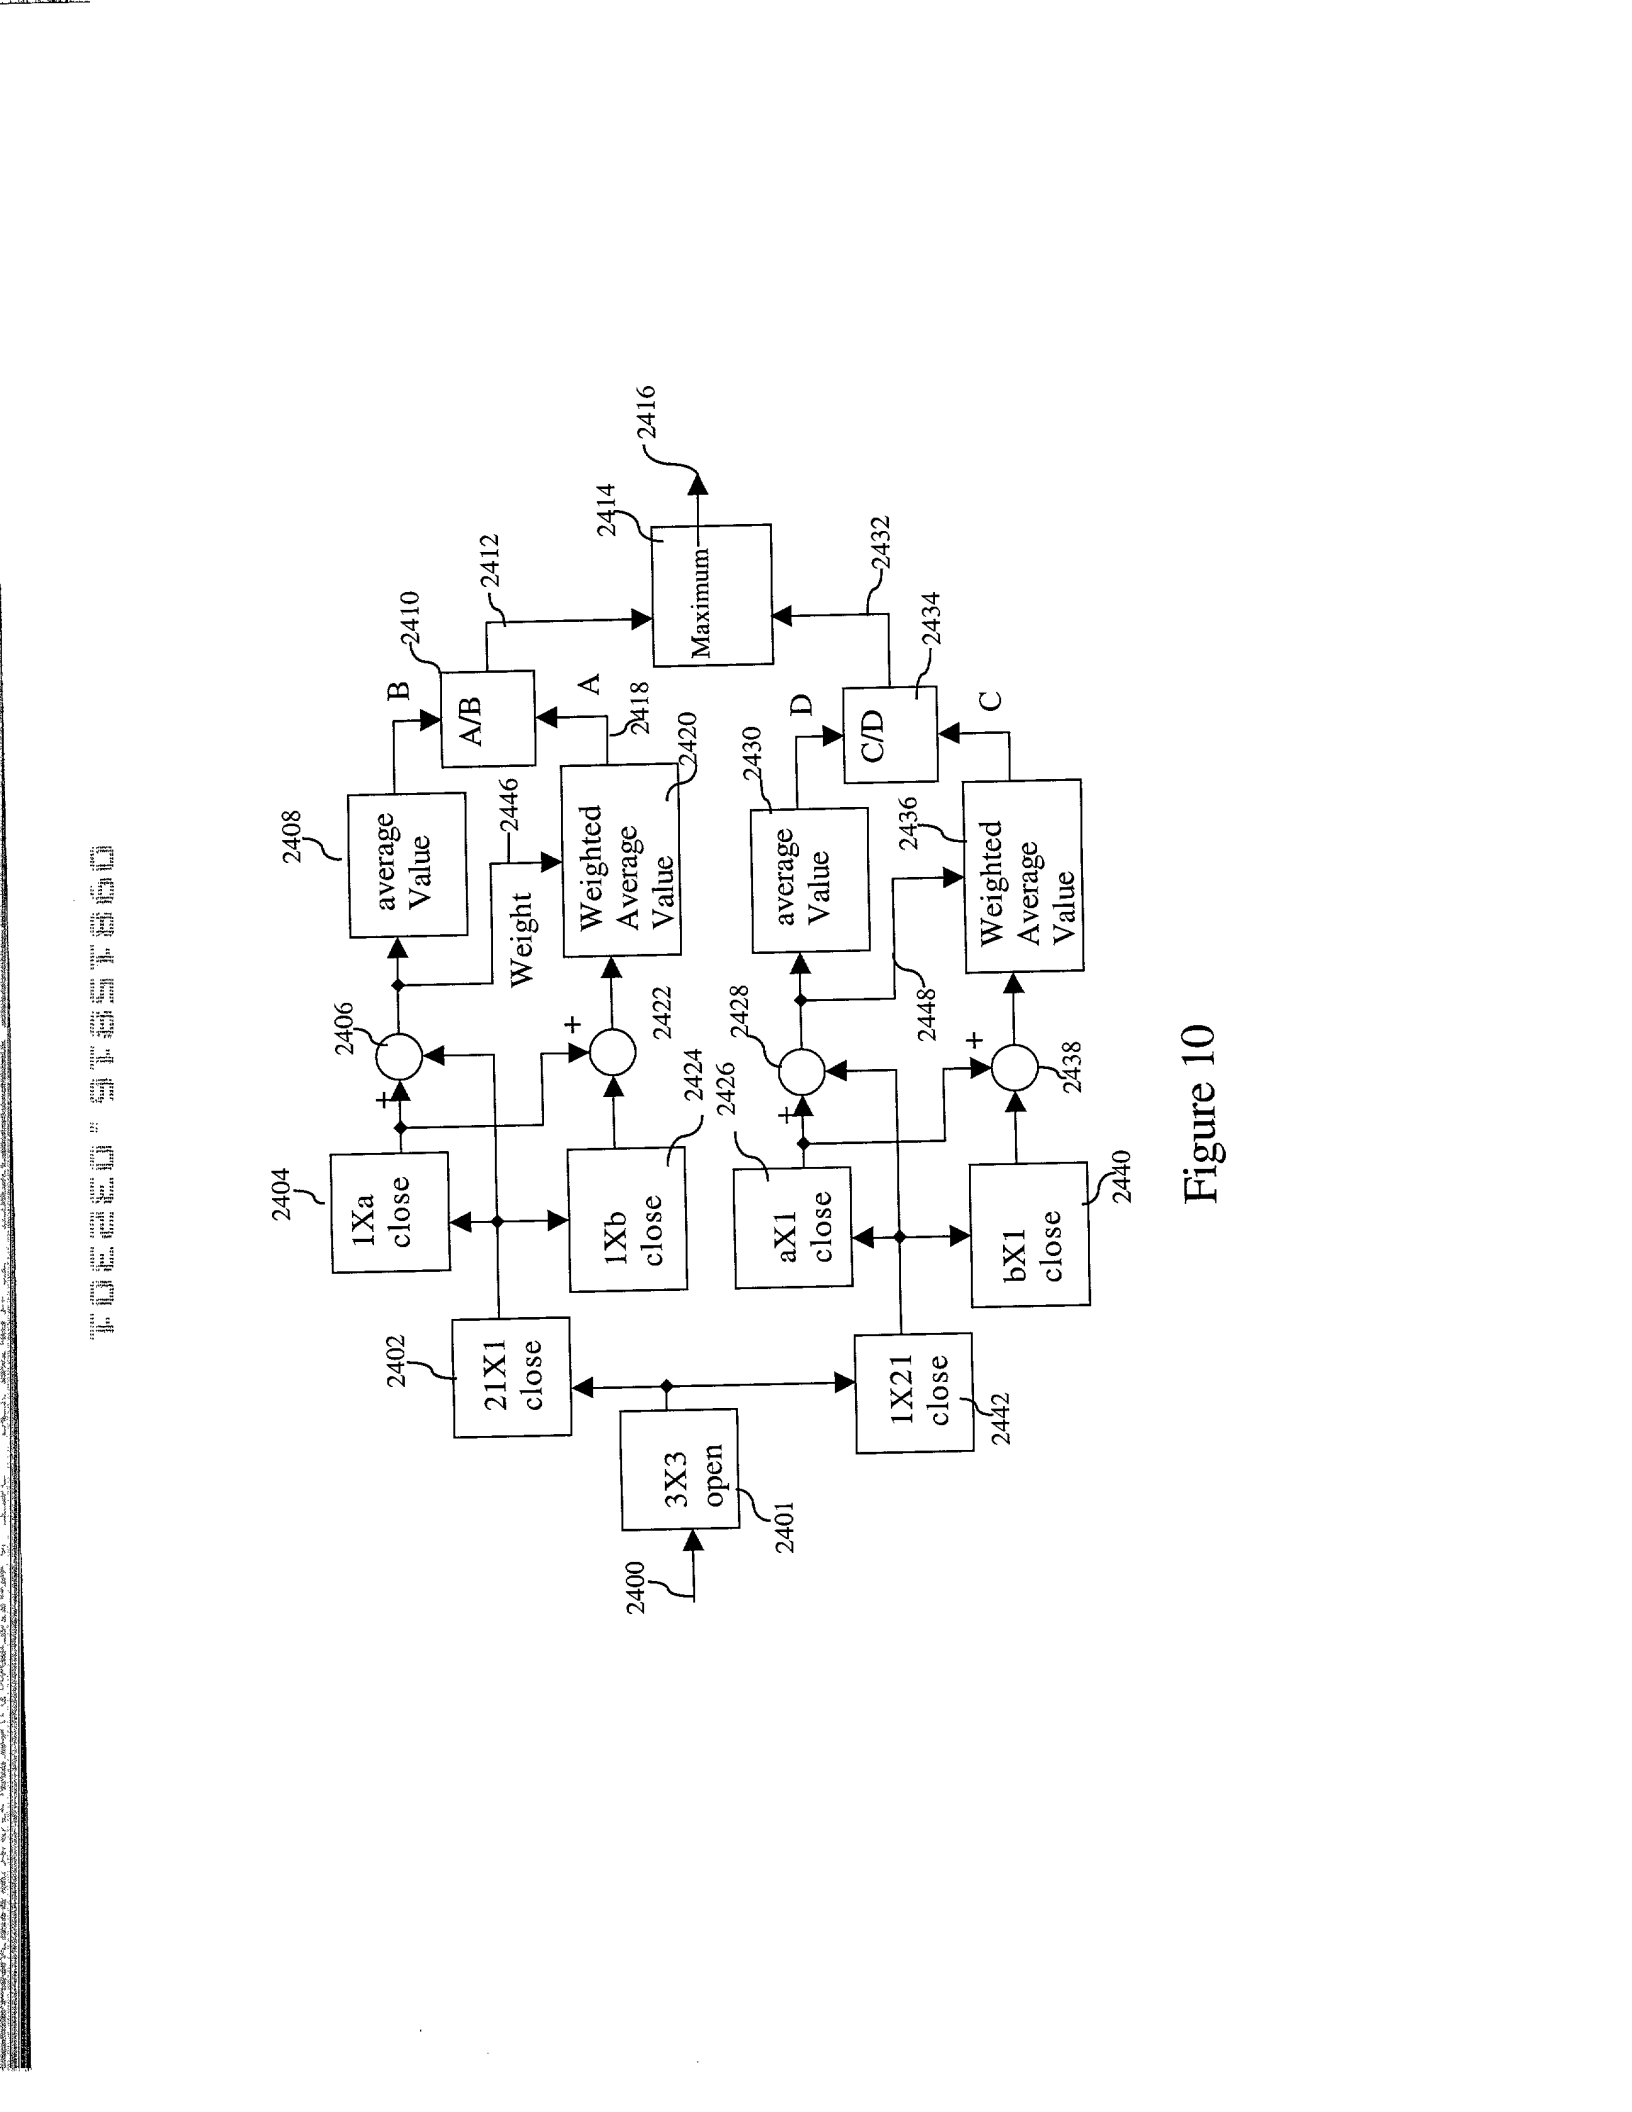 2400
3X3
open
2401
2402
21X1
close
1X21
close
2442
2404
1Xa
close
1Xb
close
2424
2426
aX1
close
bX1
close
2440
+
2406
+
2422
+
2428
+
2438
2408
average
Value
Weight
2446
Weighted
Average
Value
2420
2430
average
Value
2448
2436
Weighted
Average
Value
B
2410
A/B
A
2418
2412
D
C/D
2434
C
2432
2414
Maximum
2416
Figure 10